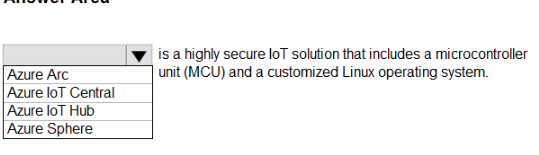 Answer Area
is a highly secure IoT solution that includes a microcontroller
unit (MCU) and a customized Linux operating system.
Azure Arc
Azure IoT Central
Azure IoT Hub
Azure Sphere